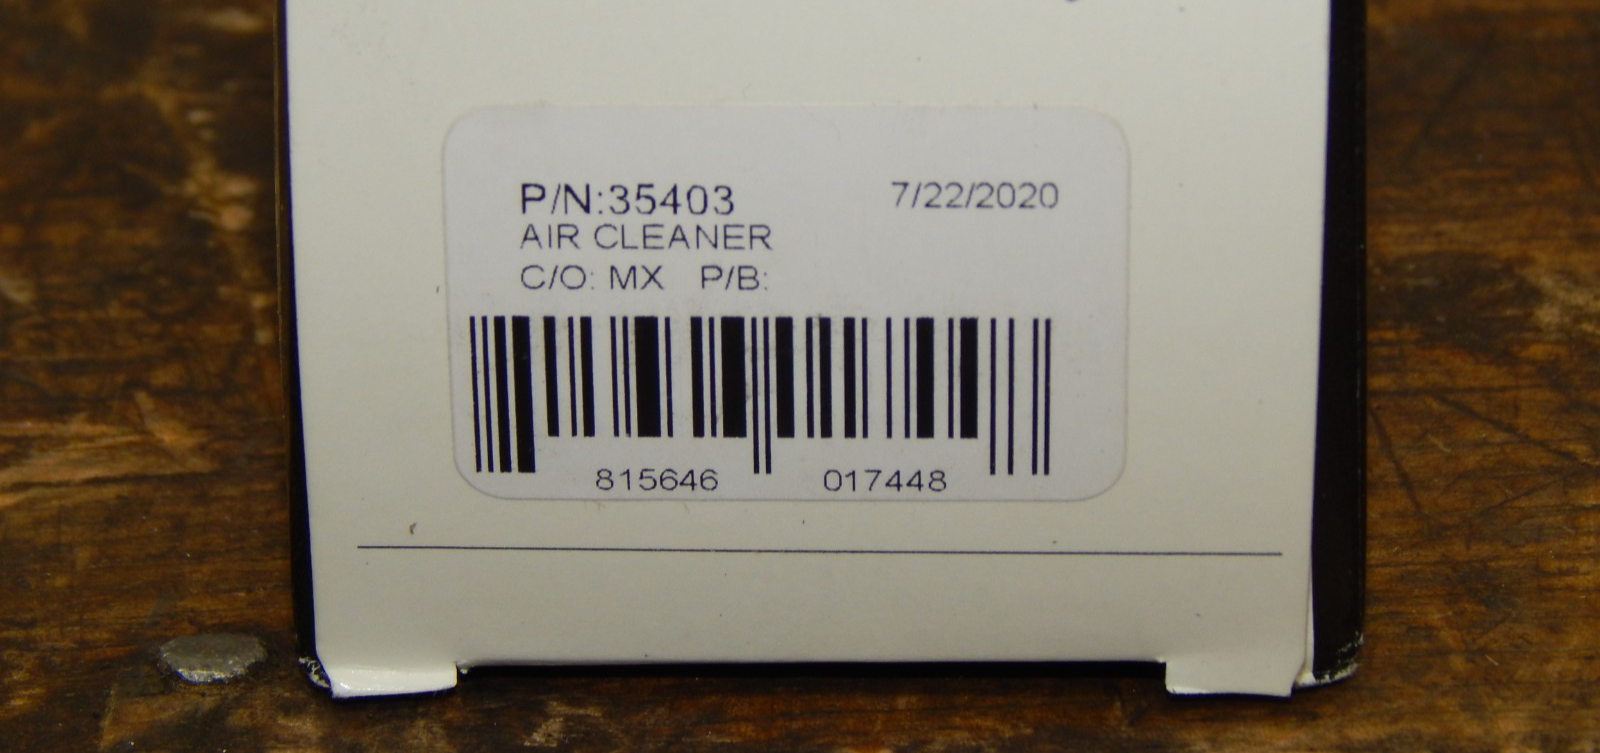 P/N:35403 7/22/2020
AIR CLEANER
C/O: MX P/B:
815646 017448